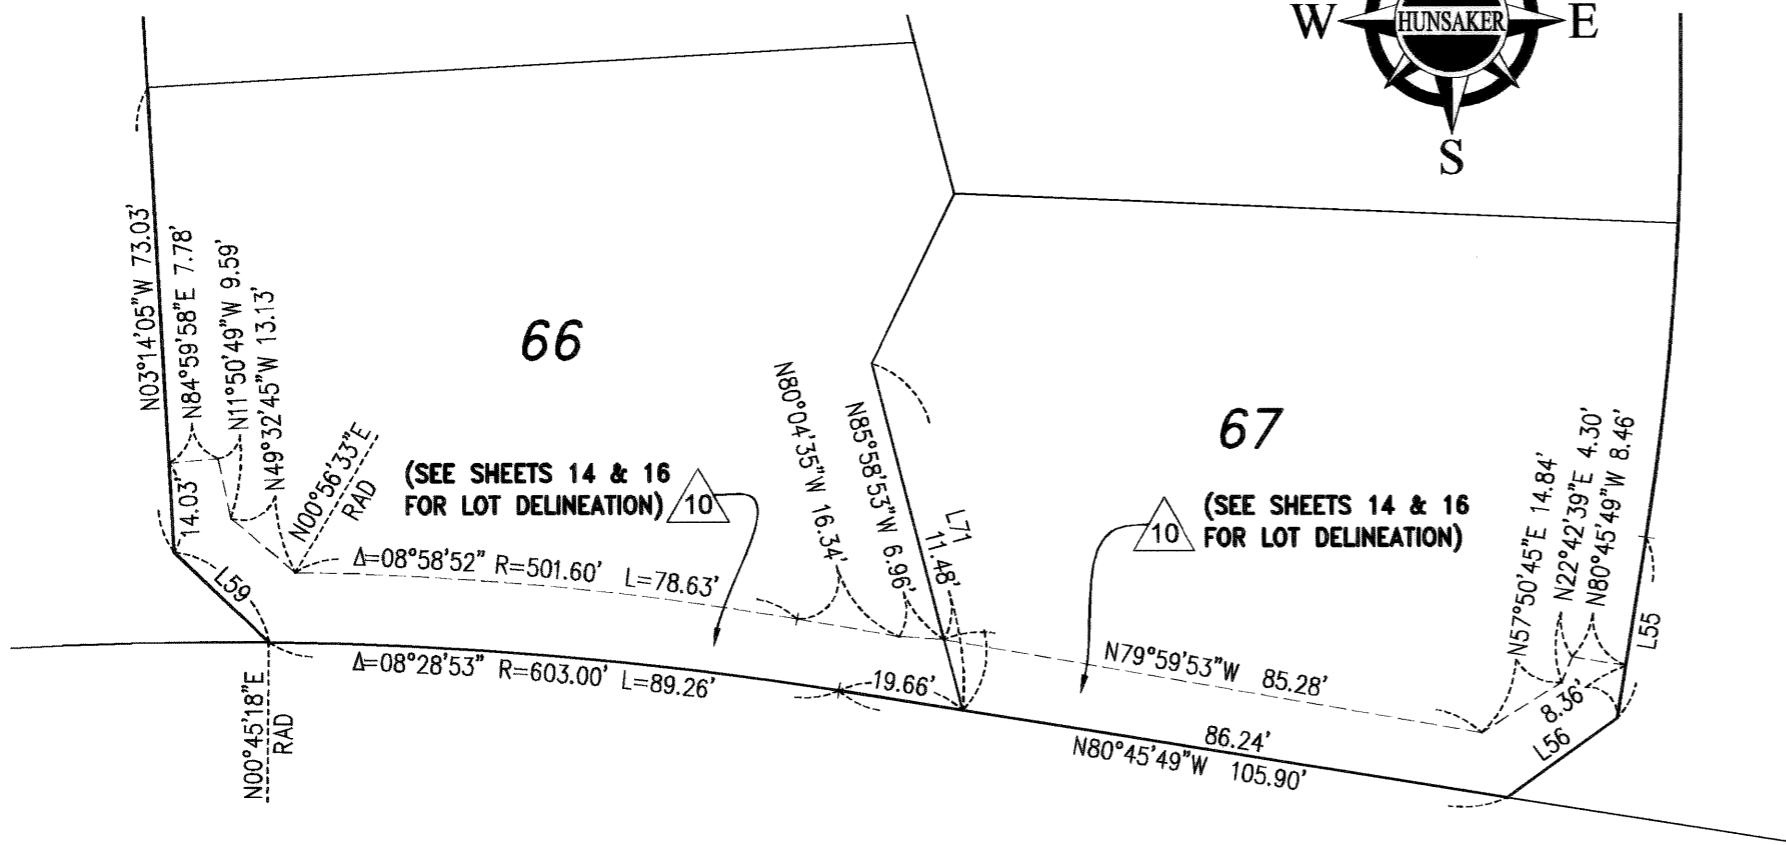 W
HUNSAKER
E
S
N03°14'05"W 73.03'
N84°59'58"E 7.78'
N11°50'49"W 9.59'
N49°32'45"W 13.13'
N00°56'33"E
RAD
14.03'
L59
66
(SEE SHEETS 14 & 16
FOR LOT DELINEATION)
10
Δ=08°58'52" R=501.60' L=78.63'
N80°04'35"W 16.34'
N85°58'53"W 6.96'
L71
11.48'
67
10
(SEE SHEETS 14 & 16
FOR LOT DELINEATION)
N57°50'45"E 14.84'
N22°42'39"E 4.30'
N80°45'49"W 8.46'
L55
N79°59'53"W 85.28'
8.36'
L56
Δ=08°28'53" R=603.00' L=89.26'
19.66'
86.24'
N80°45'49"W 105.90'
N00°45'18"E
RAD